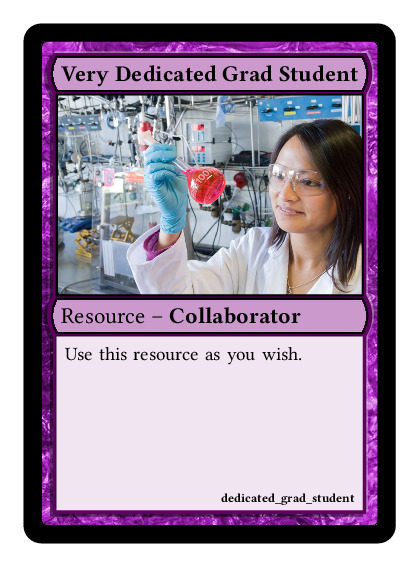 Very Dedicated Grad Student
Resource – Collaborator
Use this resource as you wish.
dedicated_grad_student